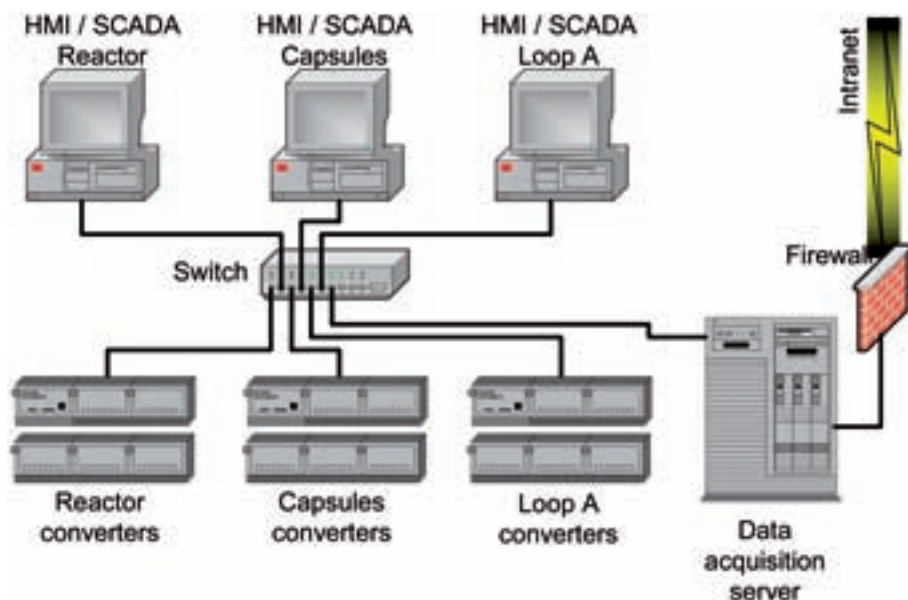 HMI / SCADA
Reactor
HMI / SCADA
Capsules
HMI / SCADA
Loop A
Intranet
Firewall
Switch
Reactor
converters
Capsules
converters
Loop A
converters
Data
acquisition
server